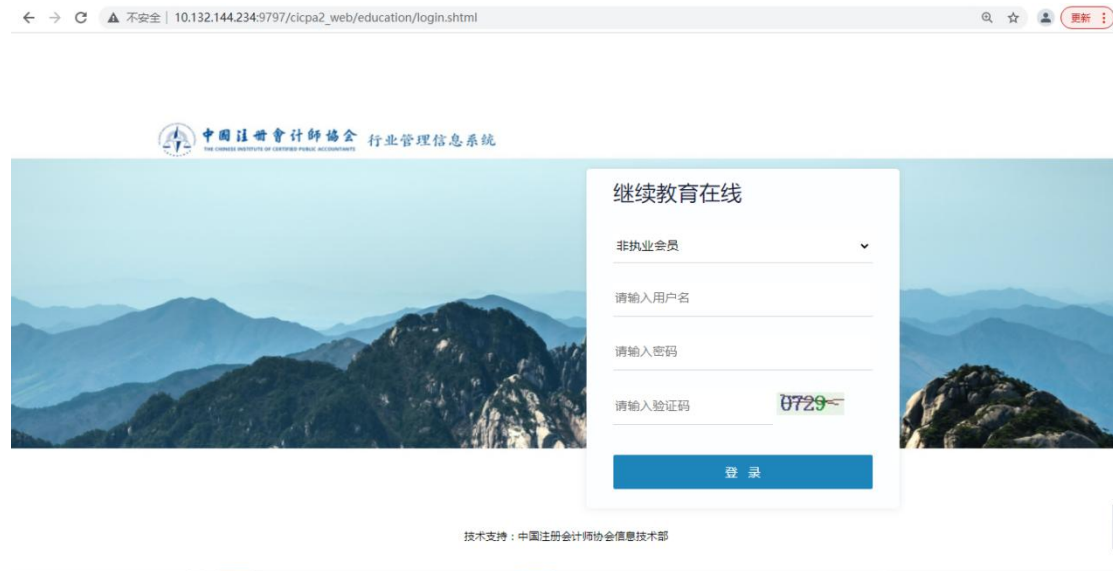 不安全 | 10.132.144.234:9797/cicpa2_web/education/login.shtml
更新
中国注册會计师協会 行业管理信息系统
THE CHINESE INSTITUTE OF CERTIFIED PUBLIC ACCOUNTANTS
继续教育在线
非执业会员
请输入用户名
请输入密码
请输入验证码
0729
登 录
技术支持：中国注册会计师协会信息技术部